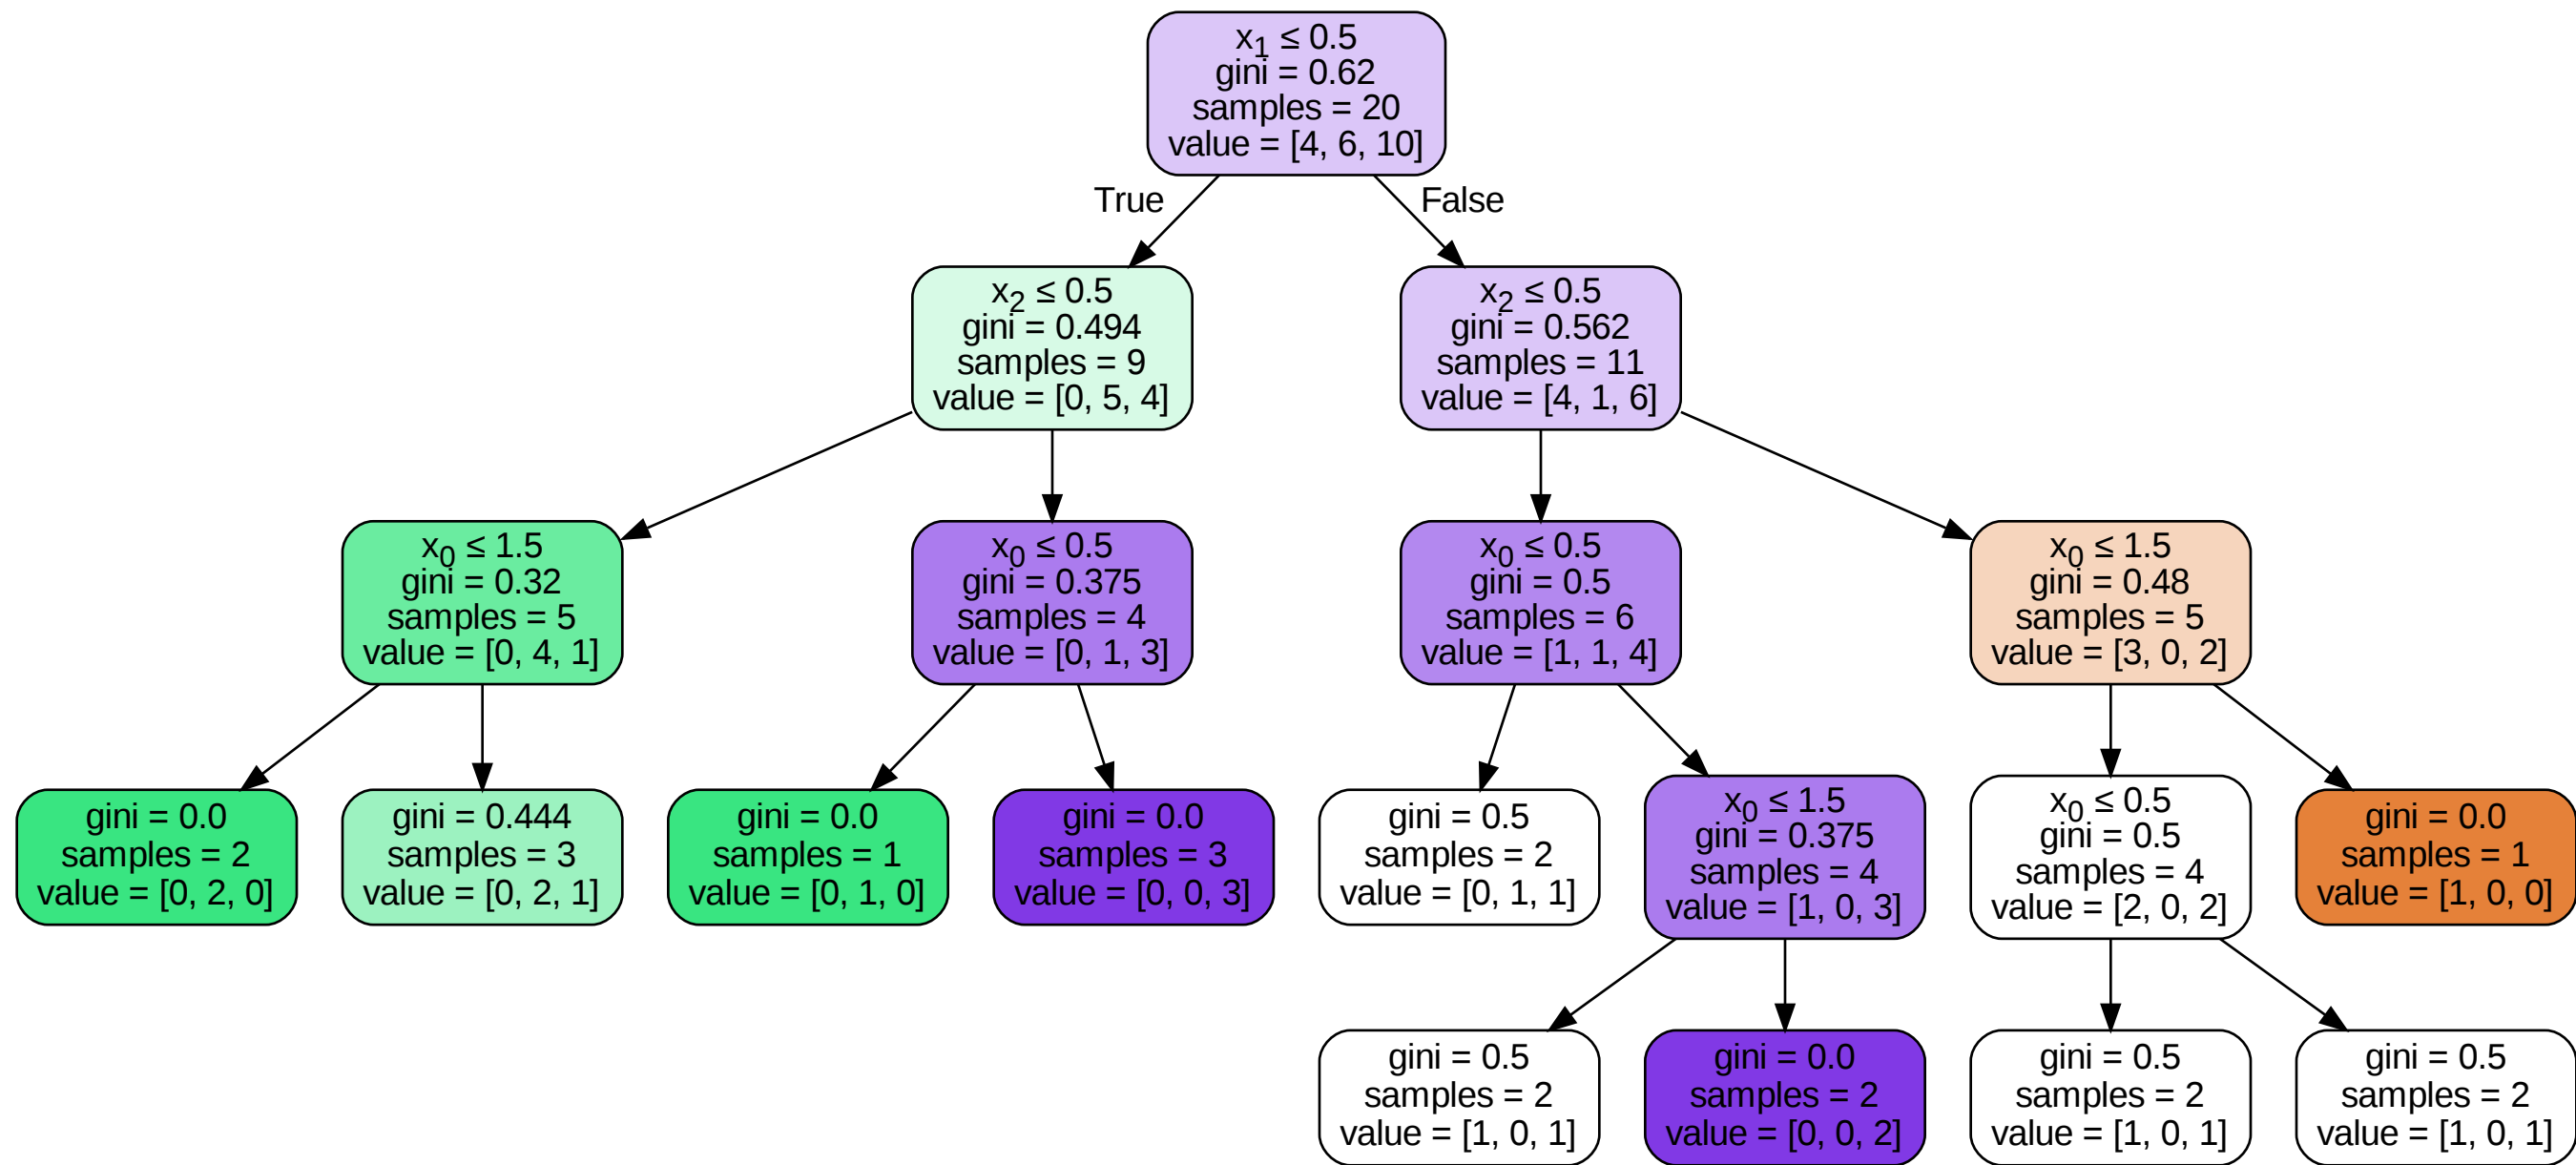 x₁ ≤ 0.5
gini = 0.62
samples = 20
value = [4, 6, 10]
True
False
x₂ ≤ 0.5
gini = 0.494
samples = 9
value = [0, 5, 4]
x₂ ≤ 0.5
gini = 0.562
samples = 11
value = [4, 1, 6]
x₀ ≤ 1.5
gini = 0.32
samples = 5
value = [0, 4, 1]
x₀ ≤ 0.5
gini = 0.375
samples = 4
value = [0, 1, 3]
x₀ ≤ 0.5
gini = 0.5
samples = 6
value = [1, 1, 4]
x₀ ≤ 1.5
gini = 0.48
samples = 5
value = [3, 0, 2]
gini = 0.0
samples = 2
value = [0, 2, 0]
gini = 0.444
samples = 3
value = [0, 2, 1]
gini = 0.0
samples = 1
value = [0, 1, 0]
gini = 0.0
samples = 3
value = [0, 0, 3]
gini = 0.5
samples = 2
value = [0, 1, 1]
x₀ ≤ 1.5
gini = 0.375
samples = 4
value = [1, 0, 3]
x₀ ≤ 0.5
gini = 0.5
samples = 4
value = [2, 0, 2]
gini = 0.0
samples = 1
value = [1, 0, 0]
gini = 0.5
samples = 2
value = [1, 0, 1]
gini = 0.0
samples = 2
value = [0, 0, 2]
gini = 0.5
samples = 2
value = [1, 0, 1]
gini = 0.5
samples = 2
value = [1, 0, 1]